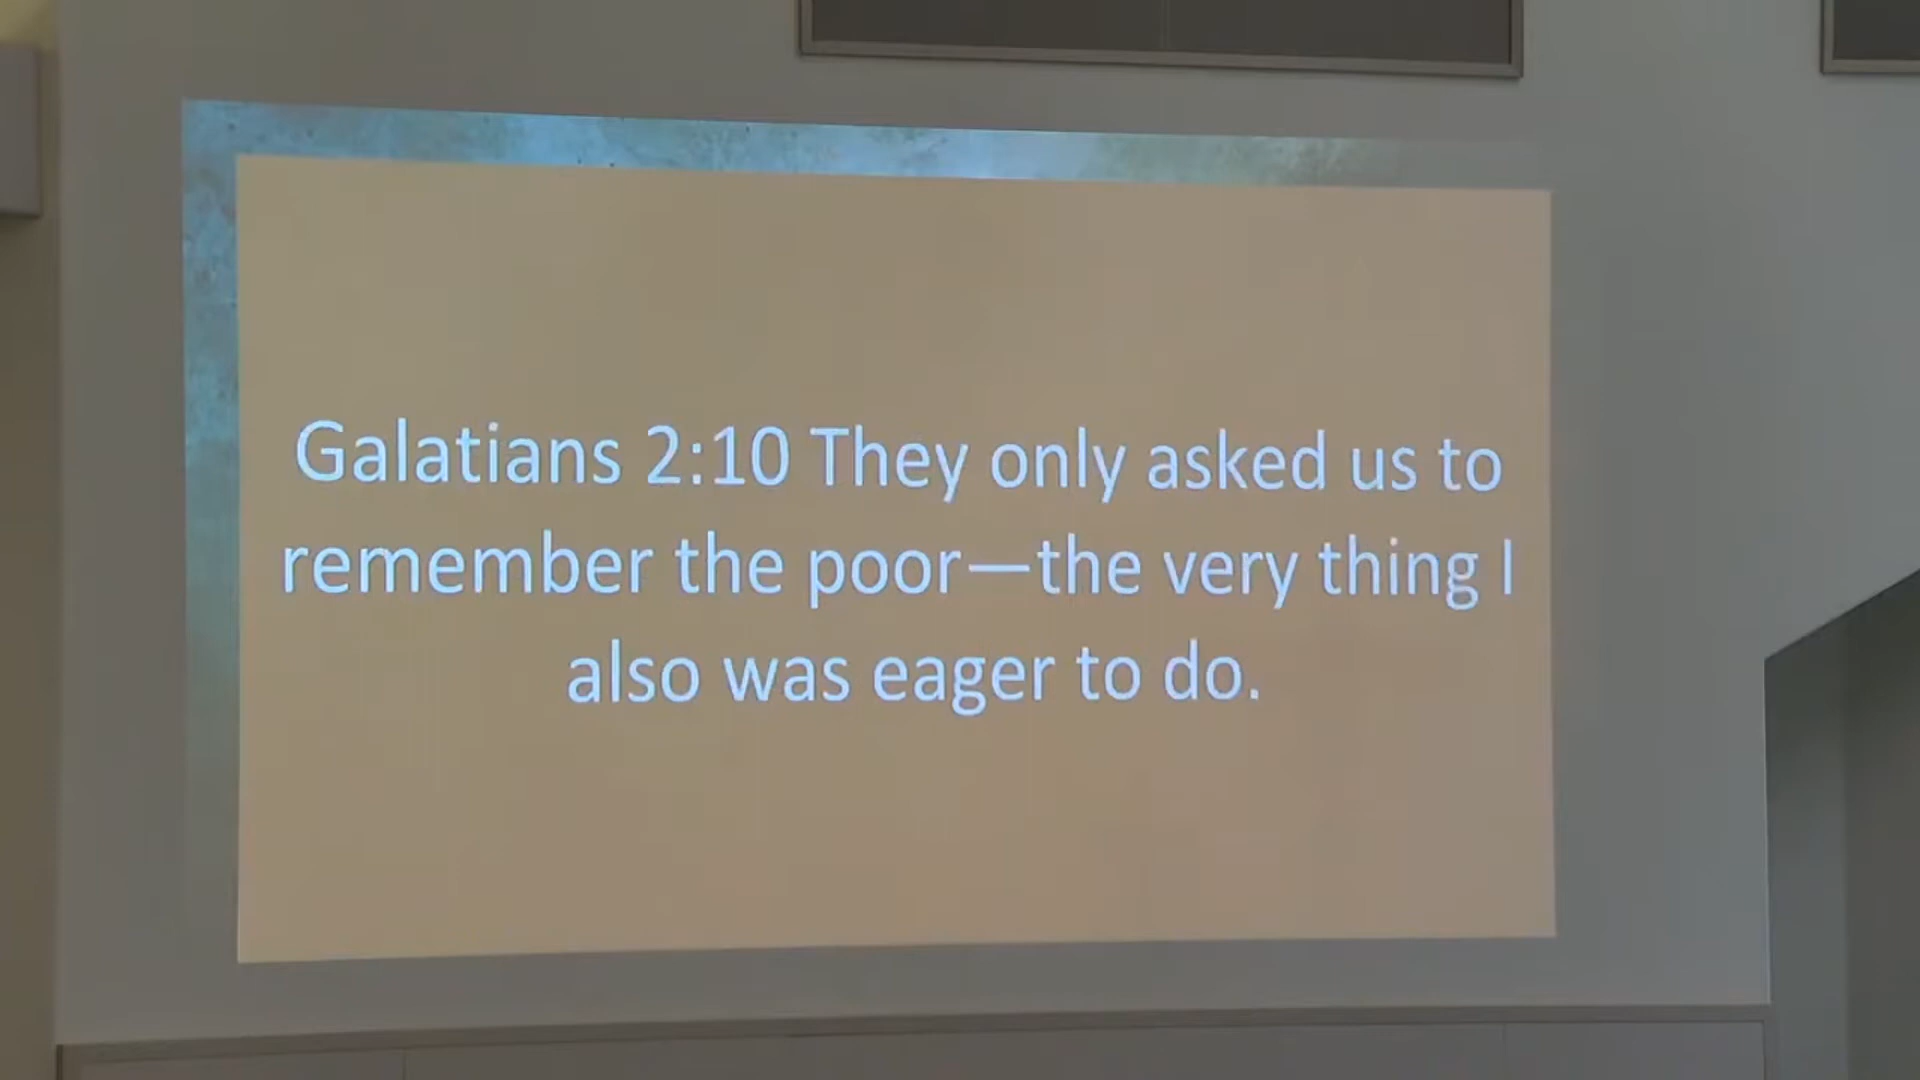 Galatians 2:10 They only asked us to
remember the poor—the very thing I
also was eager to do.